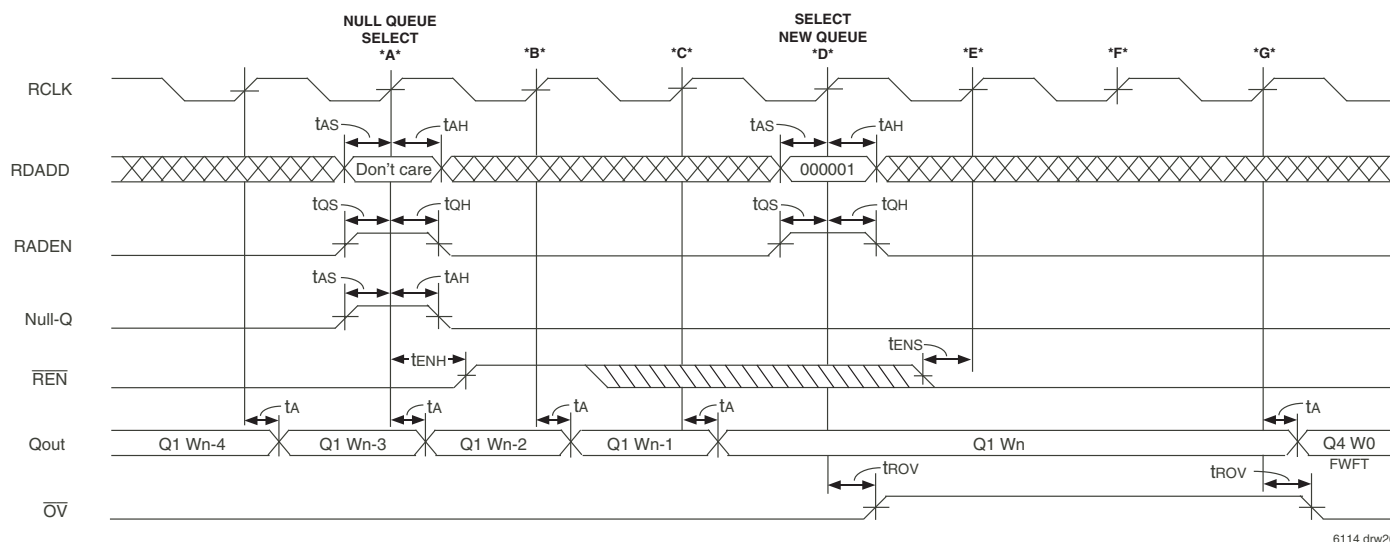 NULL QUEUE SELECT *A*
SELECT NEW QUEUE *D*
*B*
*C*
*E*
*F*
*G*
RCLK
tAS
tAH
tAS
tAH
RDADD
Don't care
000001
tQS
tQH
tQS
tQH
RADEN
tAS
tAH
Null-Q
tENH
tENS
REN
tA
tA
tA
tA
tA
Qout
Q1 Wn-4
Q1 Wn-3
Q1 Wn-2
Q1 Wn-1
Q1 Wn
Q4 W0
FWFT
tROV
tROV
OV